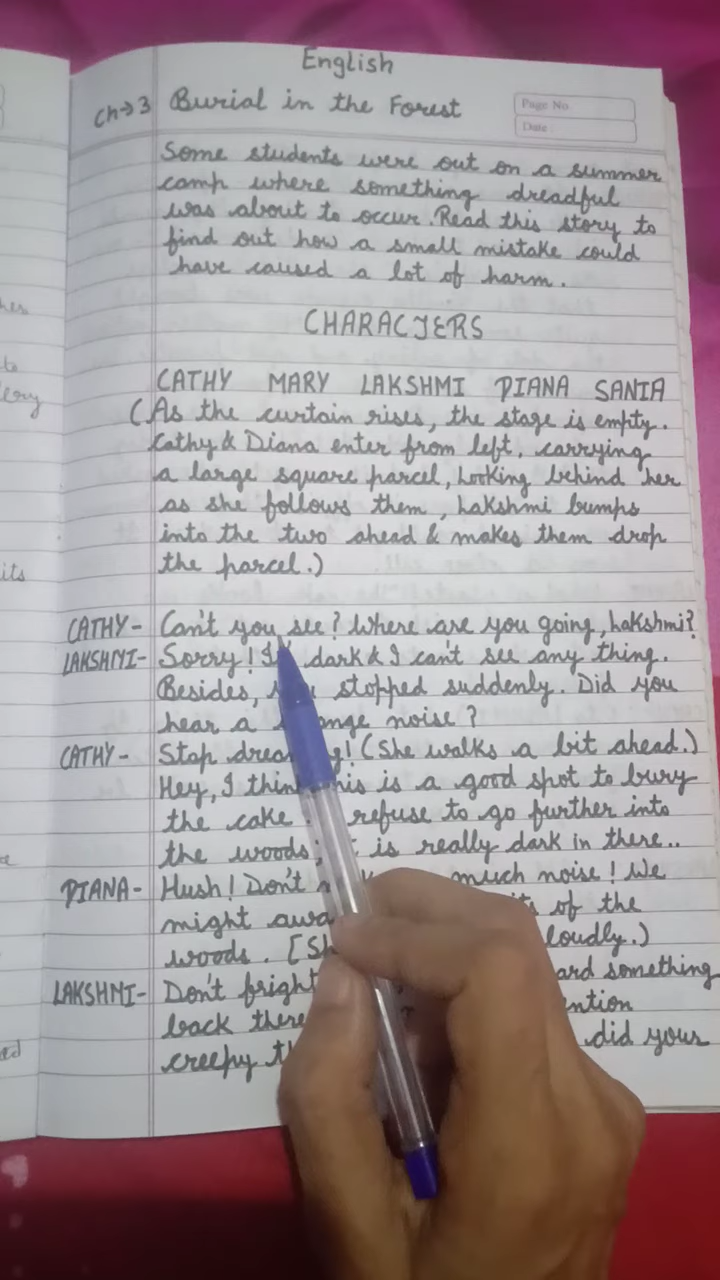 English
Ch→3 Burial in the Forest
Page No.
Date:
Some students were out on a summer
camp where something dreadful
was about to occur. Read this story to
find out how a small mistake could
have caused a lot of harm.
CHARACTERS
CATHY MARY LAKSHMI DIANA SANIA
(As the curtain rises, the stage is empty.
Cathy & Diana enter from left, carrying
a large square parcel, Looking behind her
as she follows them, Lakshmi bumps
into the two ahead & makes them drop
the parcel.)
CATHY- Can't you see? Where are you going, Lakshmi?
LAKSHMI- Sorry! dark & I can't see any thing.
Besides, stopped suddenly. Did you
hear a noise?
CATHY- Stop ! (She walks a bit ahead.)
Hey, I this is a good spot to bury
the cake. refuse to go further into
the woods; is really dark in there..
DIANA- Hush! Don't much noise! We
might of the
woods. [She loudly.)
LAKSHMI- Don't something
back there
creepy did your
her
to
its